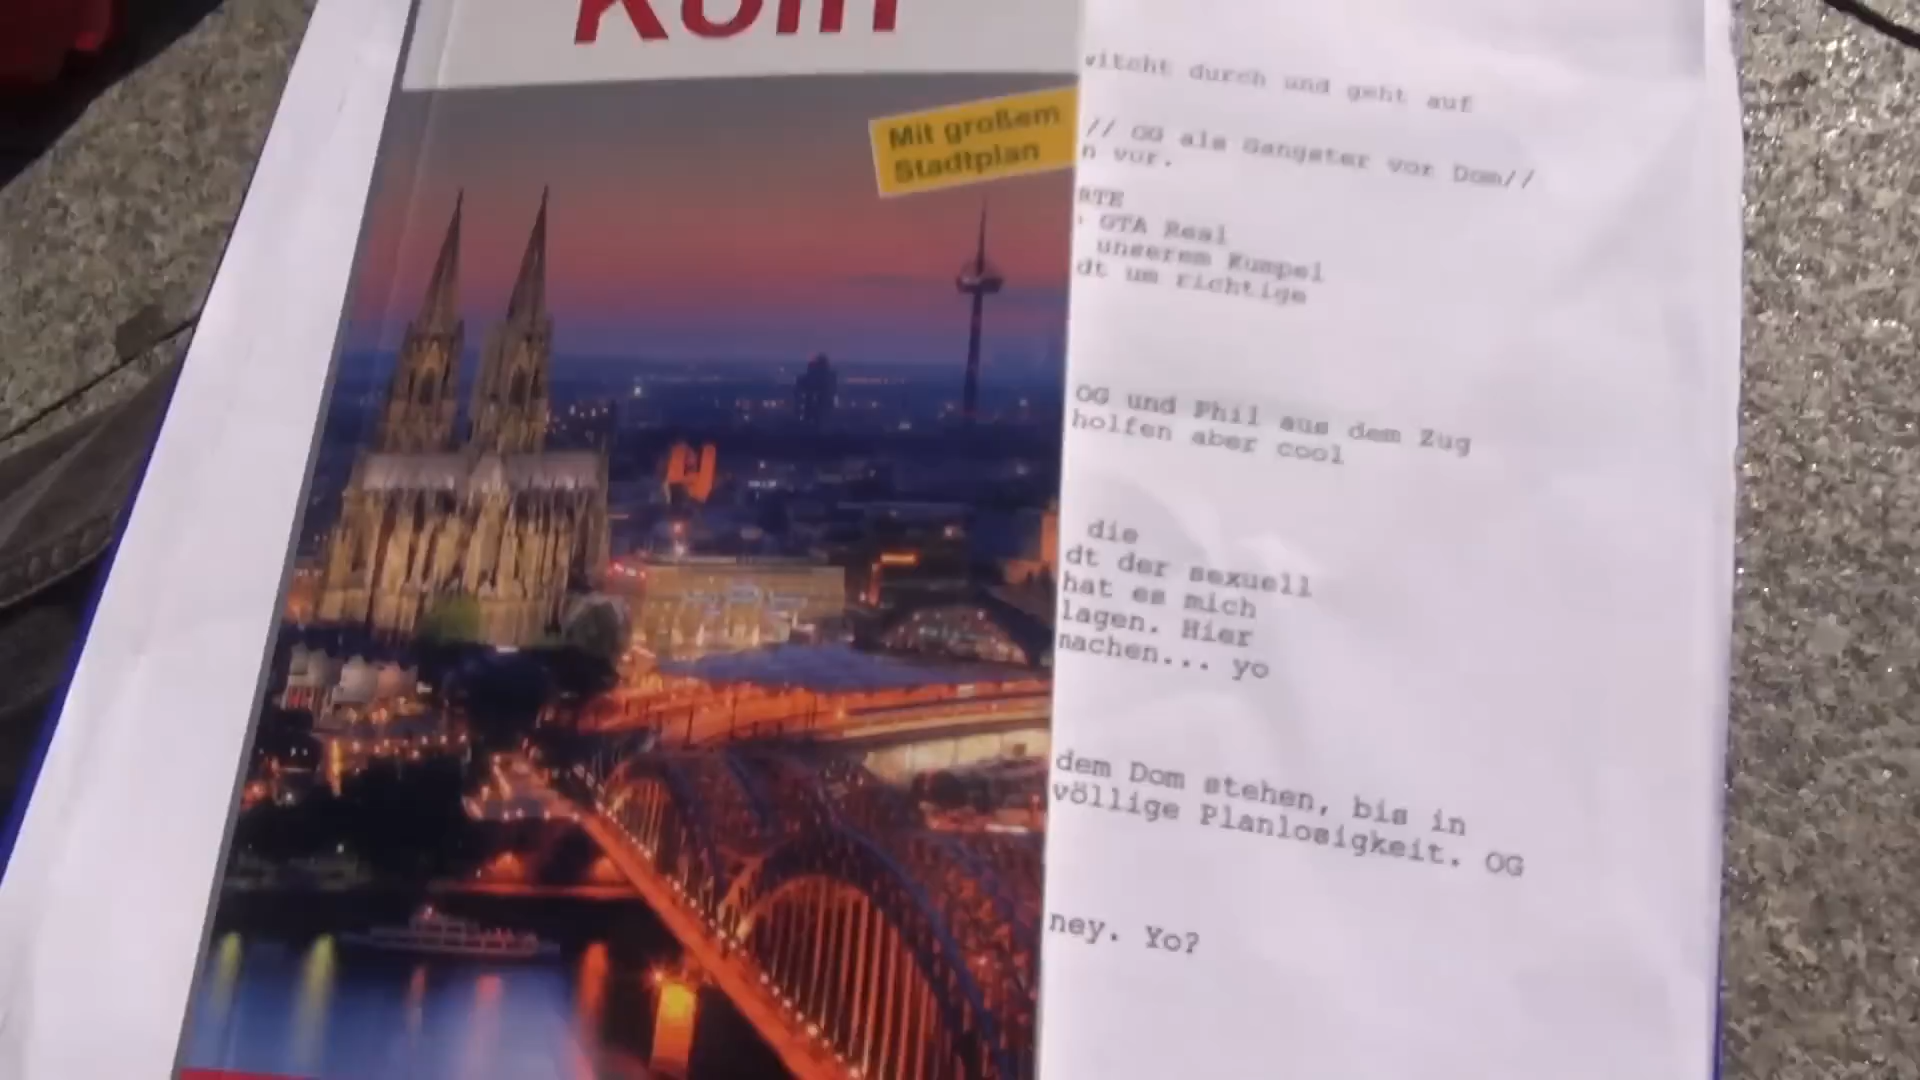 Köln
Mit großem
Stadtplan
witcht durch und geht auf
// OG als Gangster vor Dom//
n vor.
RTE
GTA Real
unserem Kumpel
dt um richtige
OG und Phil aus dem Zug
holfen aber cool
die
dt der sexuell
hat es mich
lagen. Hier
machen... yo
dem Dom stehen, bis in
völlige Planlosigkeit. OG
ney. Yo?